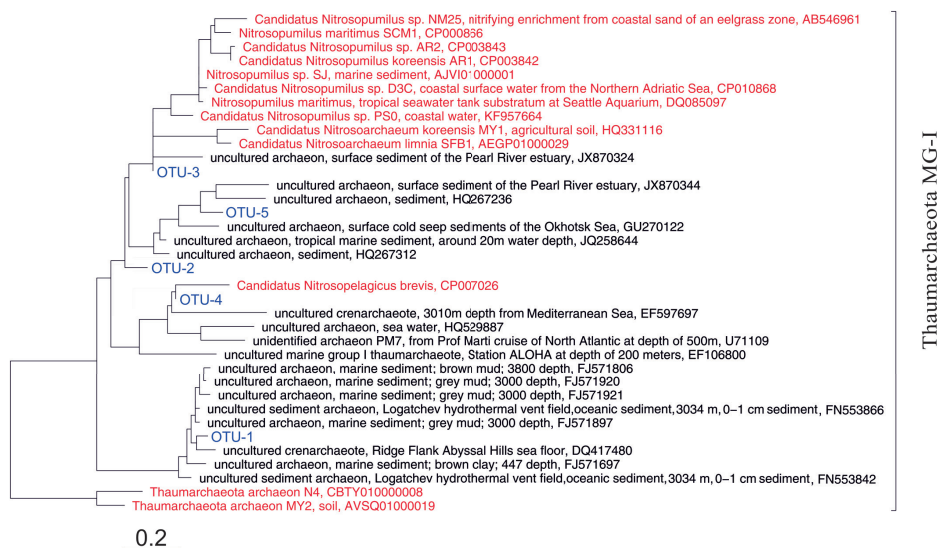 Candidatus Nitrosopumilus sp. NM25, nitrifying enrichment from coastal sand of an eelgrass zone, AB546961
Nitrosopumilus maritimus SCM1, CP000866
Candidatus Nitrosopumilus sp. AR2, CP003843
Candidatus Nitrosopumilus koreensis AR1, CP003842
Nitrosopumilus sp. SJ, marine sediment, AJVI01000001
Candidatus Nitrosopumilus sp. D3C, coastal surface water from the Northern Adriatic Sea, CP010868
Nitrosopumilus maritimus, tropical seawater tank substratum at Seattle Aquarium, DQ085097
Candidatus Nitrosopumilus sp. PS0, coastal water, KF957664
Candidatus Nitrosoarchaeum koreensis MY1, agricultural soil, HQ331116
Candidatus Nitrosoarchaeum limnia SFB1, AEGP01000029
uncultured archaeon, surface sediment of the Pearl River estuary, JX870324
OTU-3
uncultured archaeon, surface sediment of the Pearl River estuary, JX870344
uncultured archaeon, sediment, HQ267236
OTU-5
uncultured archaeon, surface cold seep sediments of the Okhotsk Sea, GU270122
uncultured archaeon, tropical marine sediment, around 20m water depth, JQ258644
uncultured archaeon, sediment, HQ267312
OTU-2
Candidatus Nitrosopelagicus brevis, CP007026
OTU-4
uncultured crenarchaeote, 3010m depth from Mediterranean Sea, EF597697
uncultured archaeon, sea water, HQ529887
unidentified archaeon PM7, from Prof Marti cruise of North Atlantic at depth of 500m, U71109
uncultured marine group I thaumarchaeote, Station ALOHA at depth of 200 meters, EF106800
uncultured archaeon, marine sediment; brown mud; 3800 depth, FJ571806
uncultured archaeon, marine sediment; grey mud; 3000 depth, FJ571920
uncultured archaeon, marine sediment; grey mud; 3000 depth, FJ571921
uncultured sediment archaeon, Logatchev hydrothermal vent field,oceanic sediment,3034 m,0-1 cm sediment, FN553866
uncultured archaeon, marine sediment; grey mud; 3000 depth, FJ571897
OTU-1
uncultured crenarchaeote, Ridge Flank Abyssal Hills sea floor, DQ417480
uncultured archaeon, marine sediment; brown clay; 447 depth, FJ571697
uncultured sediment archaeon, Logatchev hydrothermal vent field,oceanic sediment,3034 m,0-1 cm sediment, FN553842
Thaumarchaeota archaeon N4, CBTY010000008
Thaumarchaeota archaeon MY2, soil, AVSQ01000019
0.2
Thaumarchaeota MG-I